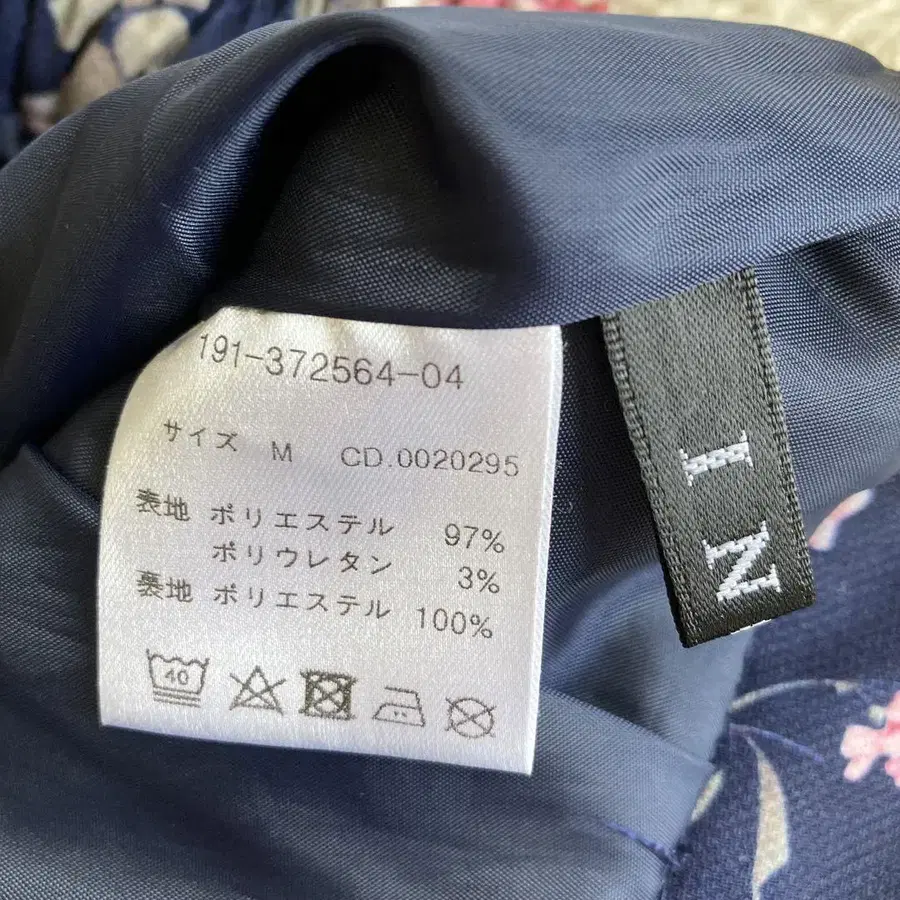 191-372564-04
サイズ M CD.0020295
表地 ポリエステル 97%
ポリウレタン 3%
裏地 ポリエステル 100%
40
I N